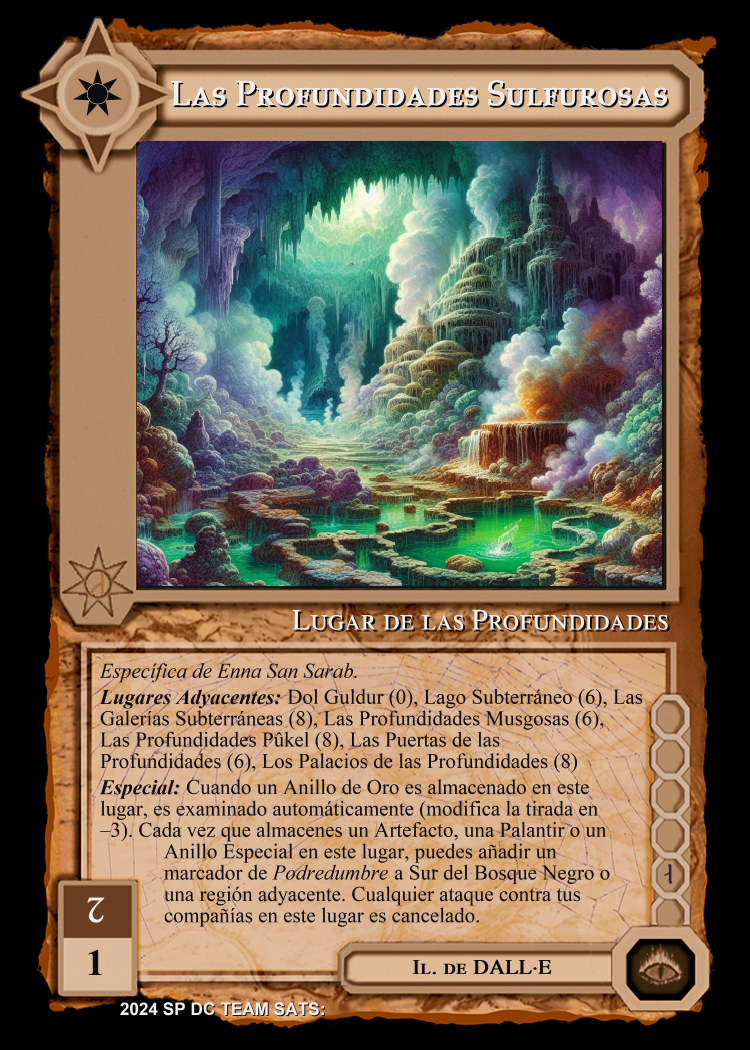 Las Profundidades Sulfurosas
Lugar de las Profundidades
Específica de Enna San Sarab.
Lugares Adyacentes: Dol Guldur (0), Lago Subterráneo (6), Las
Galerías Subterráneas (8), Las Profundidades Musgosas (6),
Las Profundidades Pûkel (8), Las Puertas de las
Profundidades (6), Los Palacios de las Profundidades (8)
Especial: Cuando un Anillo de Oro es almacenado en este
lugar, es examinado automáticamente (modifica la tirada en
–3). Cada vez que almacenes un Artefacto, una Palantir o un
Anillo Especial en este lugar, puedes añadir un
marcador de Podredumbre a Sur del Bosque Negro o
una región adyacente. Cualquier ataque contra tus
compañías en este lugar es cancelado.
1
Il. de DALL·E
2024 SP DC TEAM SATS: